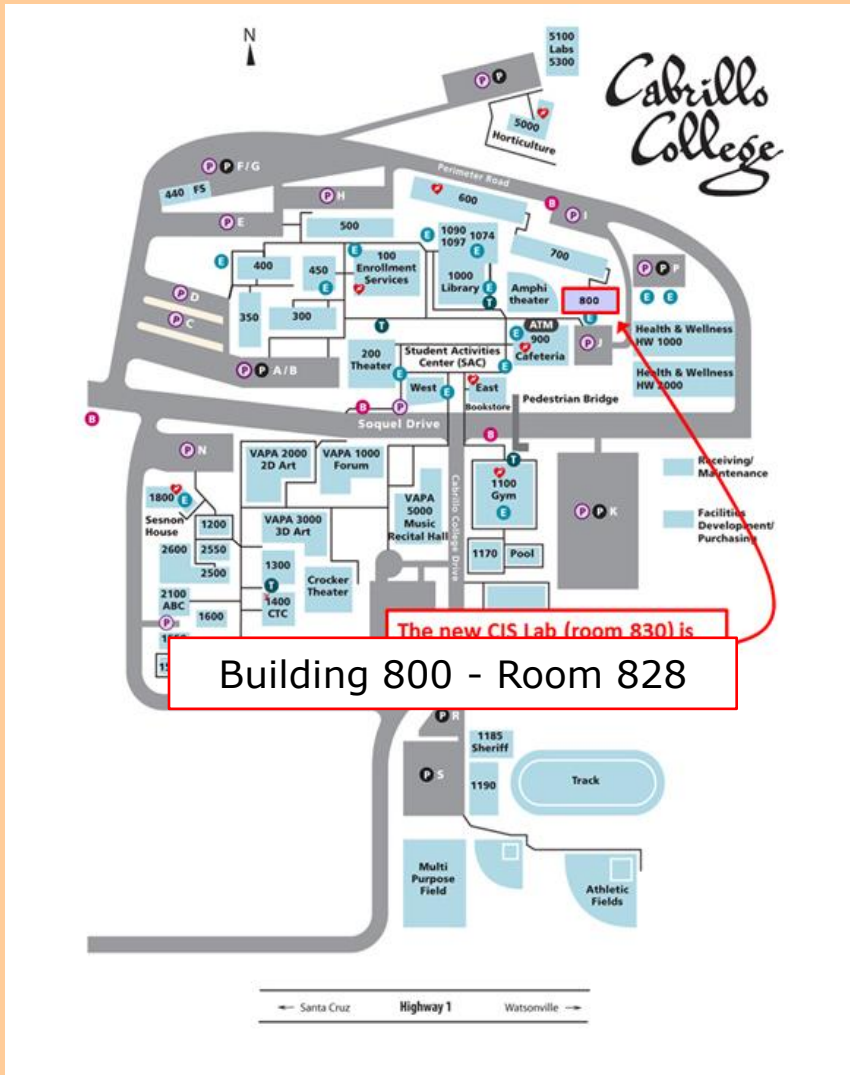 N
5100
Labs
5300
Cabrillo
College
P P
5000
Horticulture
P P F/G
440 FS
Perimeter Road
P H
600
B
P I
P E
500
1090
1097
1074
E
E
E
E
700
E
400
450
E
100
Enrollment
Services
1000
Library
E
T
Amphi
theater
800
P P P
E E
P D
P C
350
300
T
E
ATM
900
Cafeteria
E
P J
Health & Wellness
HW 1000
Health & Wellness
HW 2000
P P A/B
200
Theater
Student Activities
Center (SAC)
E
E
West
E
East
Bookstore
Pedestrian Bridge
B
B
P
Soquel Drive
B
P N
VAPA 2000
2D Art
VAPA 1000
Forum
T
1100
Gym
E
Receiving/
Maintenance
1800
E
Sesnon
House
1200
VAPA 3000
3D Art
VAPA
5000
Music
Recital Hall
Cabrillo College Drive
P P K
Facilities
Development/
Purchasing
2600
2550
2500
1300
T
1170
Pool
2100
ABC
1400
CTC
Crocker
Theater
1600
P
The new CIS Lab (room 830) is
Building 800 - Room 828
P R
1185
Sheriff
P S
1190
Track
Multi
Purpose
Field
Athletic
Fields
← Santa Cruz Highway 1 Watsonville →